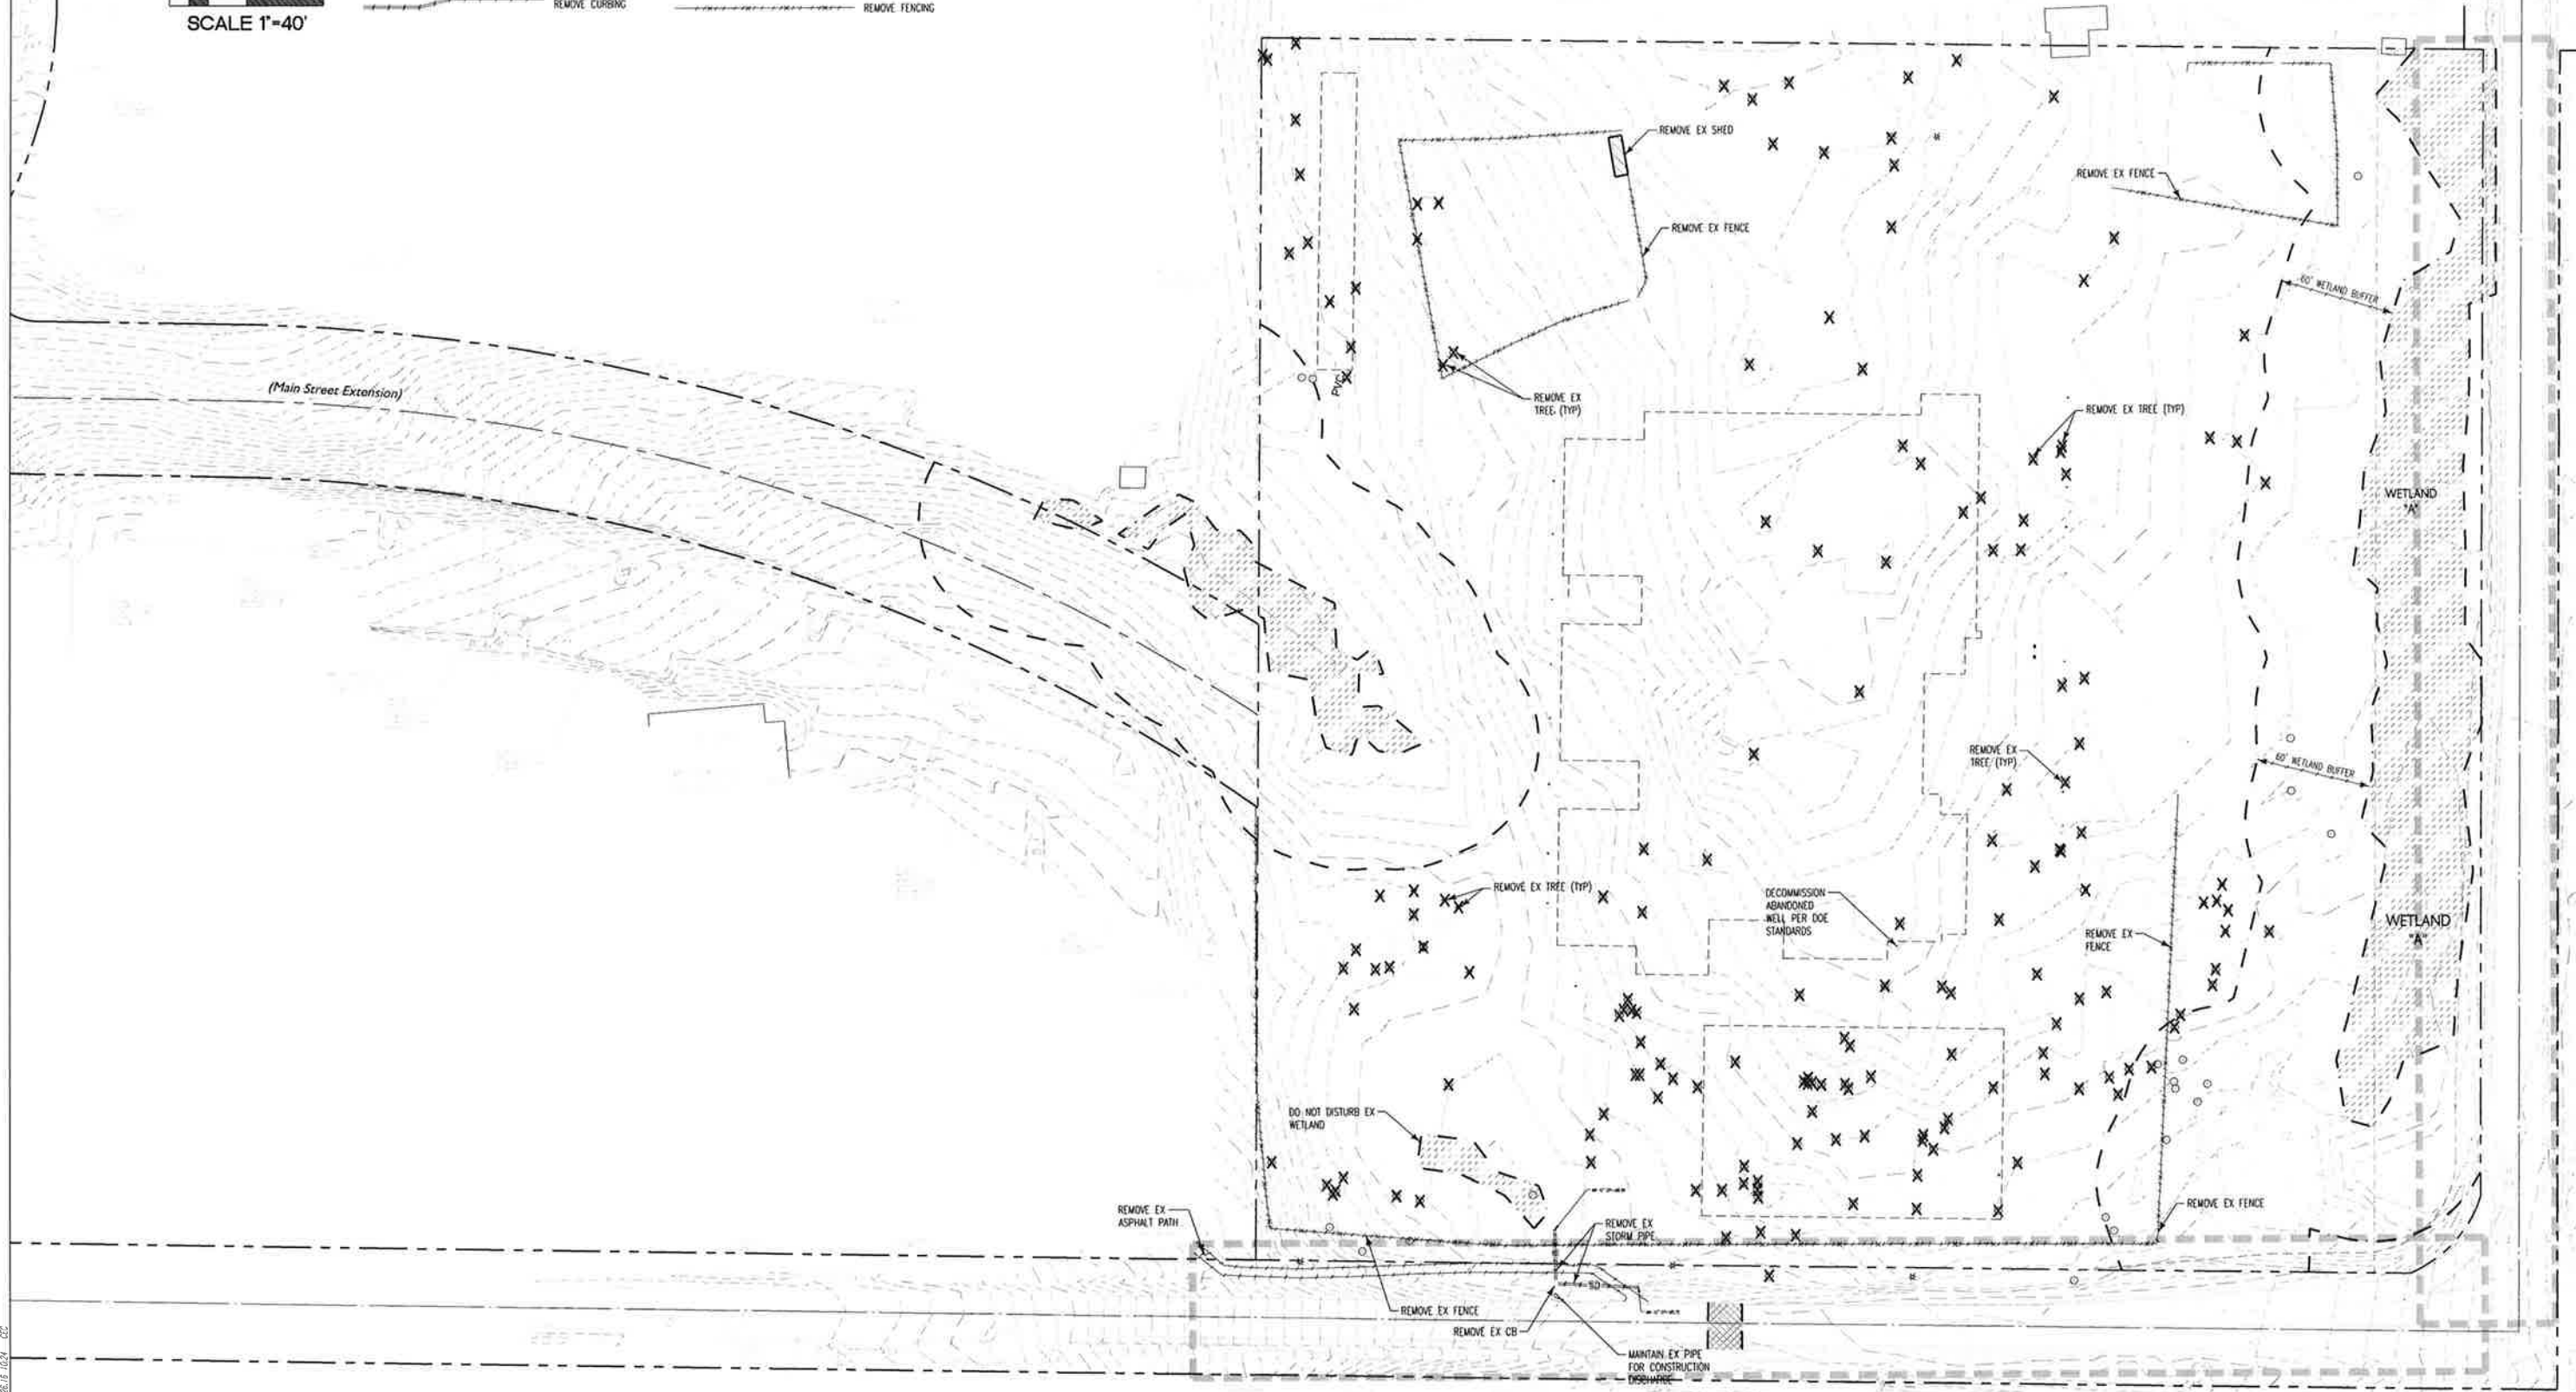 SCALE 1"=40'
REMOVE CURBING
REMOVE FENCING
REMOVE EX SHED
REMOVE EX FENCE
REMOVE EX FENCE
60' WETLAND BUFFER
(Main Street Extension)
PVC
REMOVE EX
TREE (TYP)
REMOVE EX TREE (TYP)
WETLAND
"A"
REMOVE EX
TREE (TYP)
60' WETLAND BUFFER
REMOVE EX TREE (TYP)
DECOMMISSION
ABANDONED
WELL PER DOE
STANDARDS
REMOVE EX
FENCE
WETLAND
"A"
DO NOT DISTURB EX
WETLAND
REMOVE EX
ASPHALT PATH
REMOVE EX
STORM PIPE
REMOVE EX FENCE
SD
REMOVE EX FENCE
REMOVE EX CB
MAINTAIN EX PIPE
FOR CONSTRUCTION
DISCHARGE